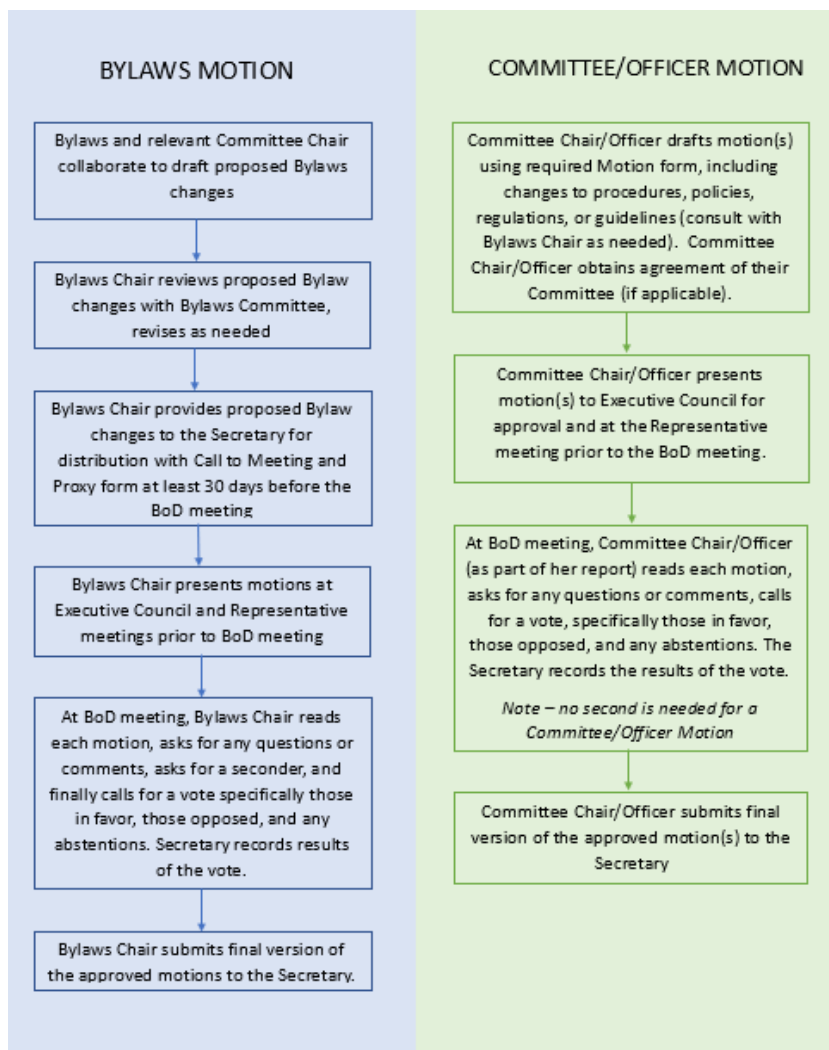 BYLAWS MOTION
Bylaws and relevant Committee Chair
collaborate to draft proposed Bylaws
changes
Bylaws Chair reviews proposed Bylaw
changes with Bylaws Committee,
revises as needed
Bylaws Chair provides proposed Bylaw
changes to the Secretary for
distribution with Call to Meeting and
Proxy form at least 30 days before the
BoD meeting
Bylaws Chair presents motions at
Executive Council and Representative
meetings prior to BoD meeting
At BoD meeting, Bylaws Chair reads
each motion, asks for any questions or
comments, asks for a seconder, and
finally calls for a vote specifically those
in favor, those opposed, and any
abstentions. Secretary records results
of the vote.
Bylaws Chair submits final version of
the approved motions to the Secretary.
COMMITTEE/OFFICER MOTION
Committee Chair/Officer drafts motion(s)
using required Motion form, including
changes to procedures, policies,
regulations, or guidelines (consult with
Bylaws Chair as needed).  Committee
Chair/Officer obtains agreement of their
Committee (if applicable).
Committee Chair/Officer presents
motion(s) to Executive Council for
approval and at the Representative
meeting prior to the BoD meeting.
At BoD meeting, Committee Chair/Officer
(as part of her report) reads each motion,
asks for any questions or comments, calls
for a vote, specifically those in favor,
those opposed, and any abstentions. The
Secretary records the results of the vote.
Note – no second is needed for a
Committee/Officer Motion
Committee Chair/Officer submits final
version of the approved motion(s) to the
Secretary